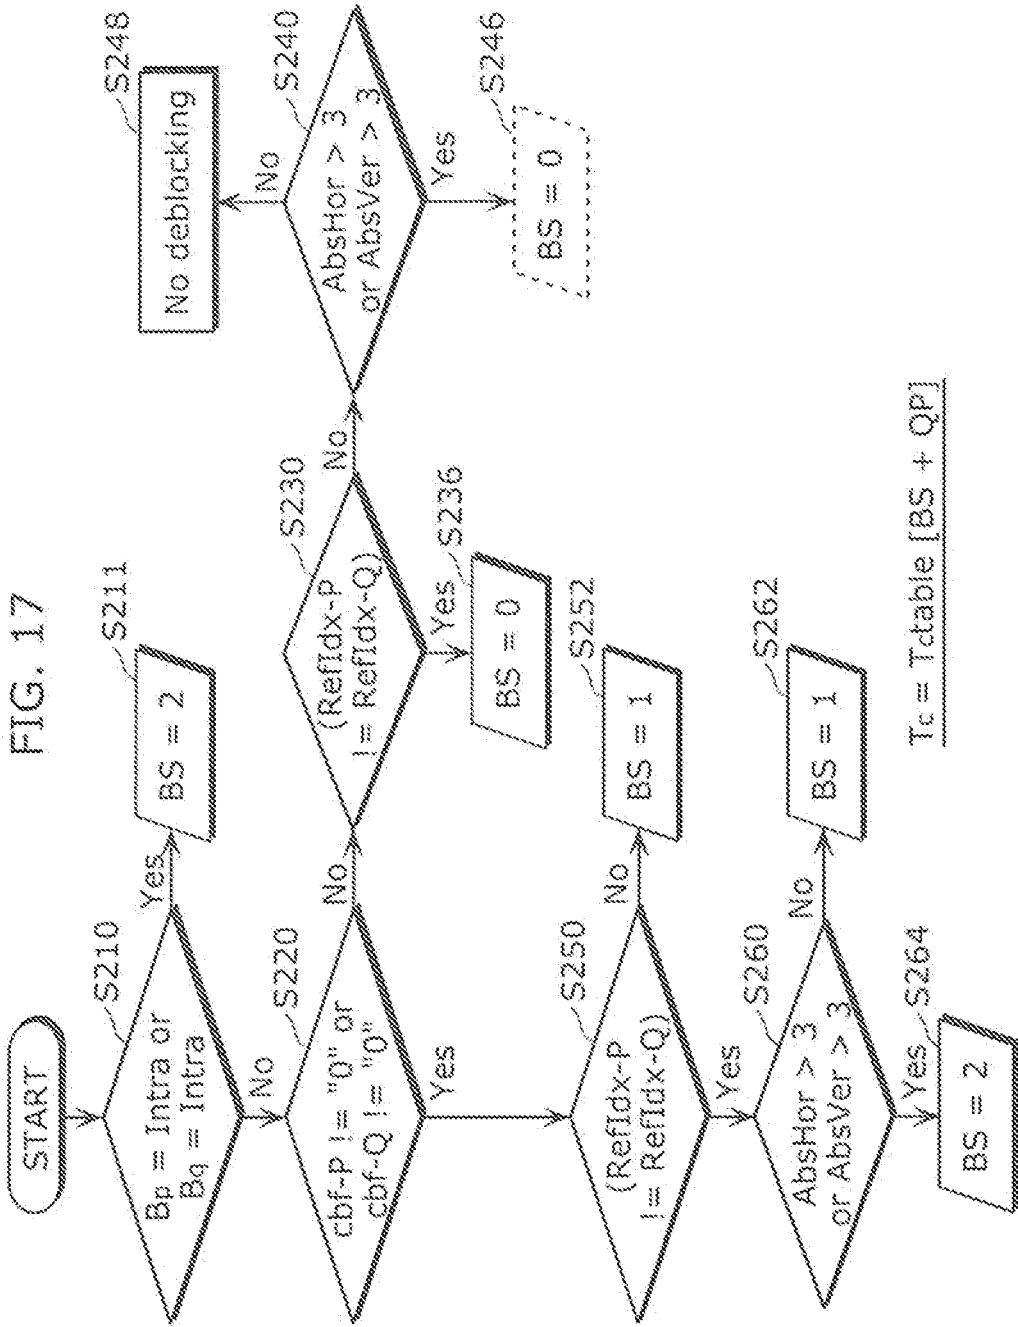 FIG. 17
START
S210
Bp = Intra or
Bq = Intra
Yes
S211
BS = 2
No
S220
cbf-P != "0" or
cbf-Q != "0"
No
S230
(RefIdx-P
!= RefIdx-Q)
No
S240
AbsHor > 3
or AbsVer > 3
No
S248
No deblocking
Yes
S246
BS = 0
Yes
S236
BS = 0
Yes
S250
(RefIdx-P
!= RefIdx-Q)
No
S252
BS = 1
Yes
S260
AbsHor > 3
or AbsVer > 3
No
S262
BS = 1
Yes
S264
BS = 2
Tc = Tctable [BS + QP]